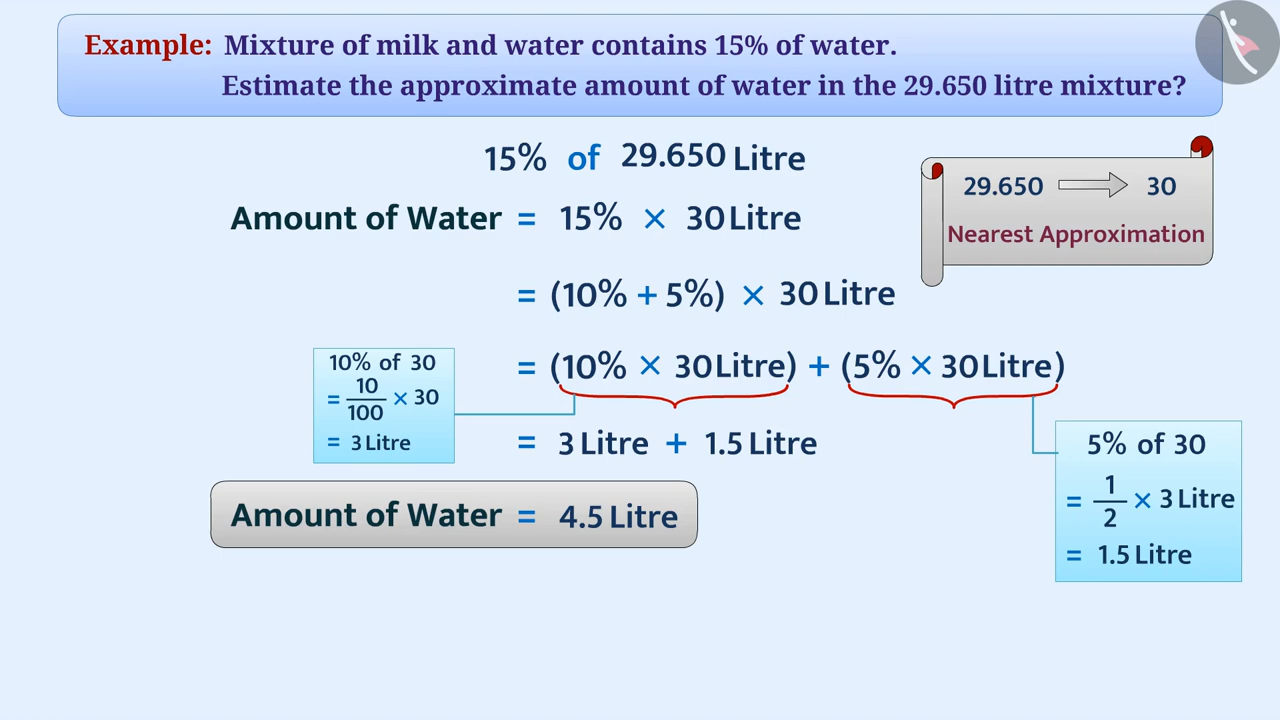 Example: Mixture of milk and water contains 15% of water.
Estimate the approximate amount of water in the 29.650 litre mixture?
15% of 29.650 Litre
29.650 → 30
Nearest Approximation
Amount of Water = 15% × 30 Litre
= (10% + 5%) × 30 Litre
= (10% × 30 Litre) + (5% × 30 Litre)
10% of 30
= 10/100 × 30
= 3 Litre
= 3 Litre + 1.5 Litre
5% of 30
= 1/2 × 3 Litre
= 1.5 Litre
Amount of Water = 4.5 Litre